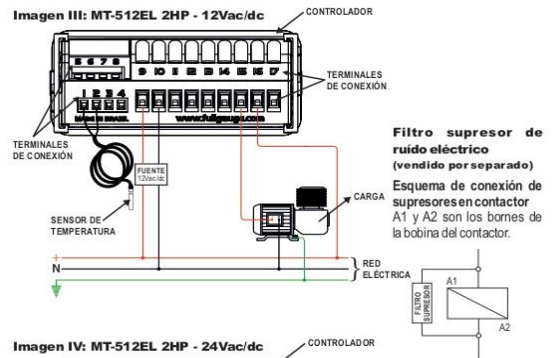 Imagen III: MT-512EL 2HP - 12Vac/dc
CONTROLADOR
5 6 7 8
9 10 11 12 13 14 15 16 17
1 2 3 4
TERMINALES
DE CONEXIÓN
MADE IN BRAZIL
www.fullgauge.com
TERMINALES
DE CONEXIÓN
FUENTE
12Vac/dc
SENSOR DE
TEMPERATURA
CARGA
+
N
RED
ELÉCTRICA
Filtro supresor de
ruído eléctrico
(vendido por separado)
Esquema de conexión de
supresores en contactor
A1 y A2 son los bornes de
la bobina del contactor.
A1
FILTRO
SUPRESOR
A2
Imagen IV: MT-512EL 2HP - 24Vac/dc
CONTROLADOR